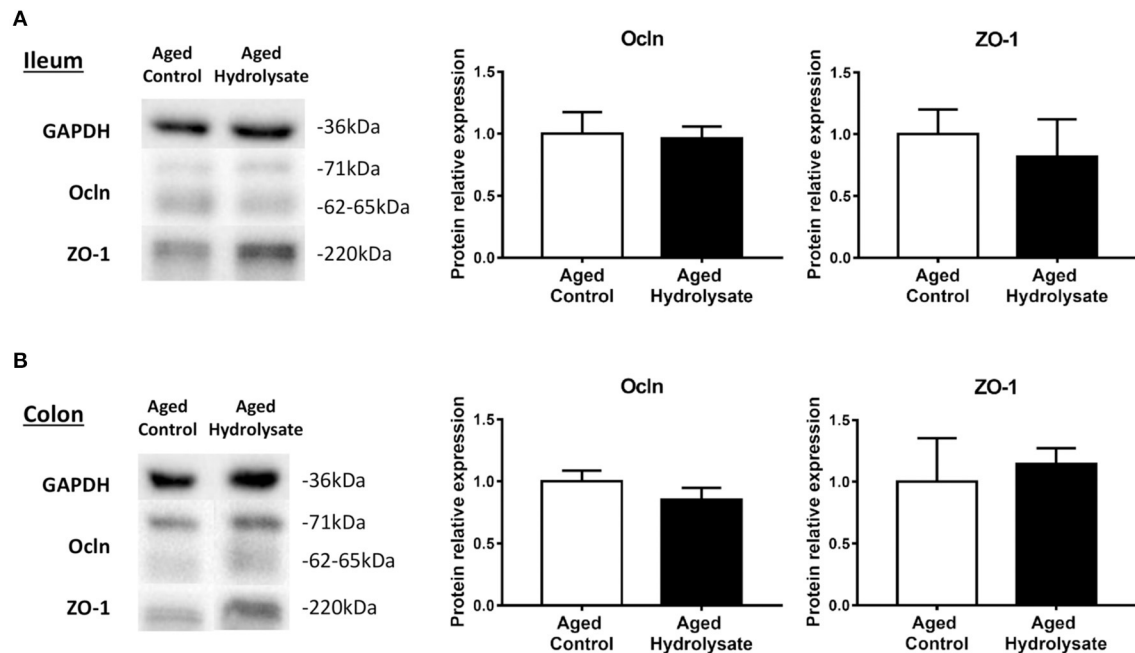 A
Ileum
Aged Control
Aged Hydrolysate
GAPDH
-36kDa
Ocln
-71kDa
-62-65kDa
ZO-1
-220kDa
Ocln
Protein relative expression
1.5
1.0
0.5
0.0
Aged Control
Aged Hydrolysate
ZO-1
Protein relative expression
1.5
1.0
0.5
0.0
Aged Control
Aged Hydrolysate
B
Colon
Aged Control
Aged Hydrolysate
GAPDH
-36kDa
Ocln
-71kDa
-62-65kDa
ZO-1
-220kDa
Ocln
Protein relative expression
1.5
1.0
0.5
0.0
Aged Control
Aged Hydrolysate
ZO-1
Protein relative expression
1.5
1.0
0.5
0.0
Aged Control
Aged Hydrolysate